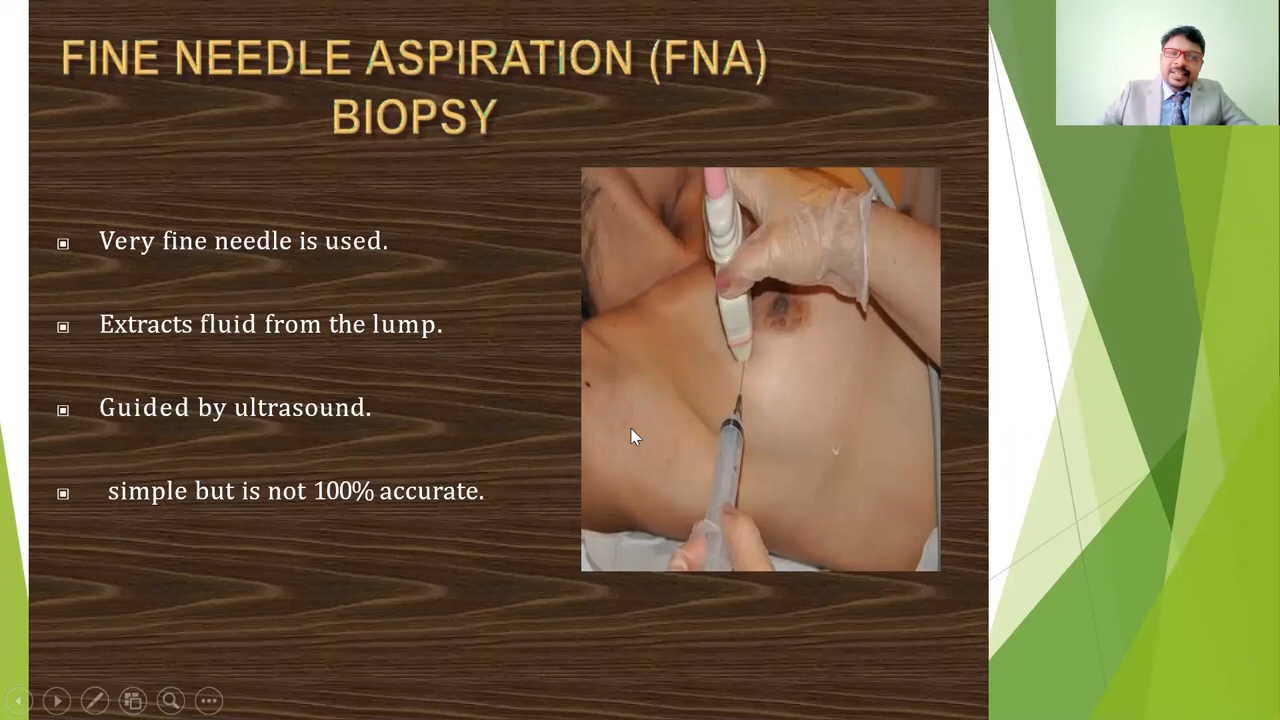 FINE NEEDLE ASPIRATION (FNA)
BIOPSY
Very fine needle is used.
Extracts fluid from the lump.
Guided by ultrasound.
simple but is not 100% accurate.